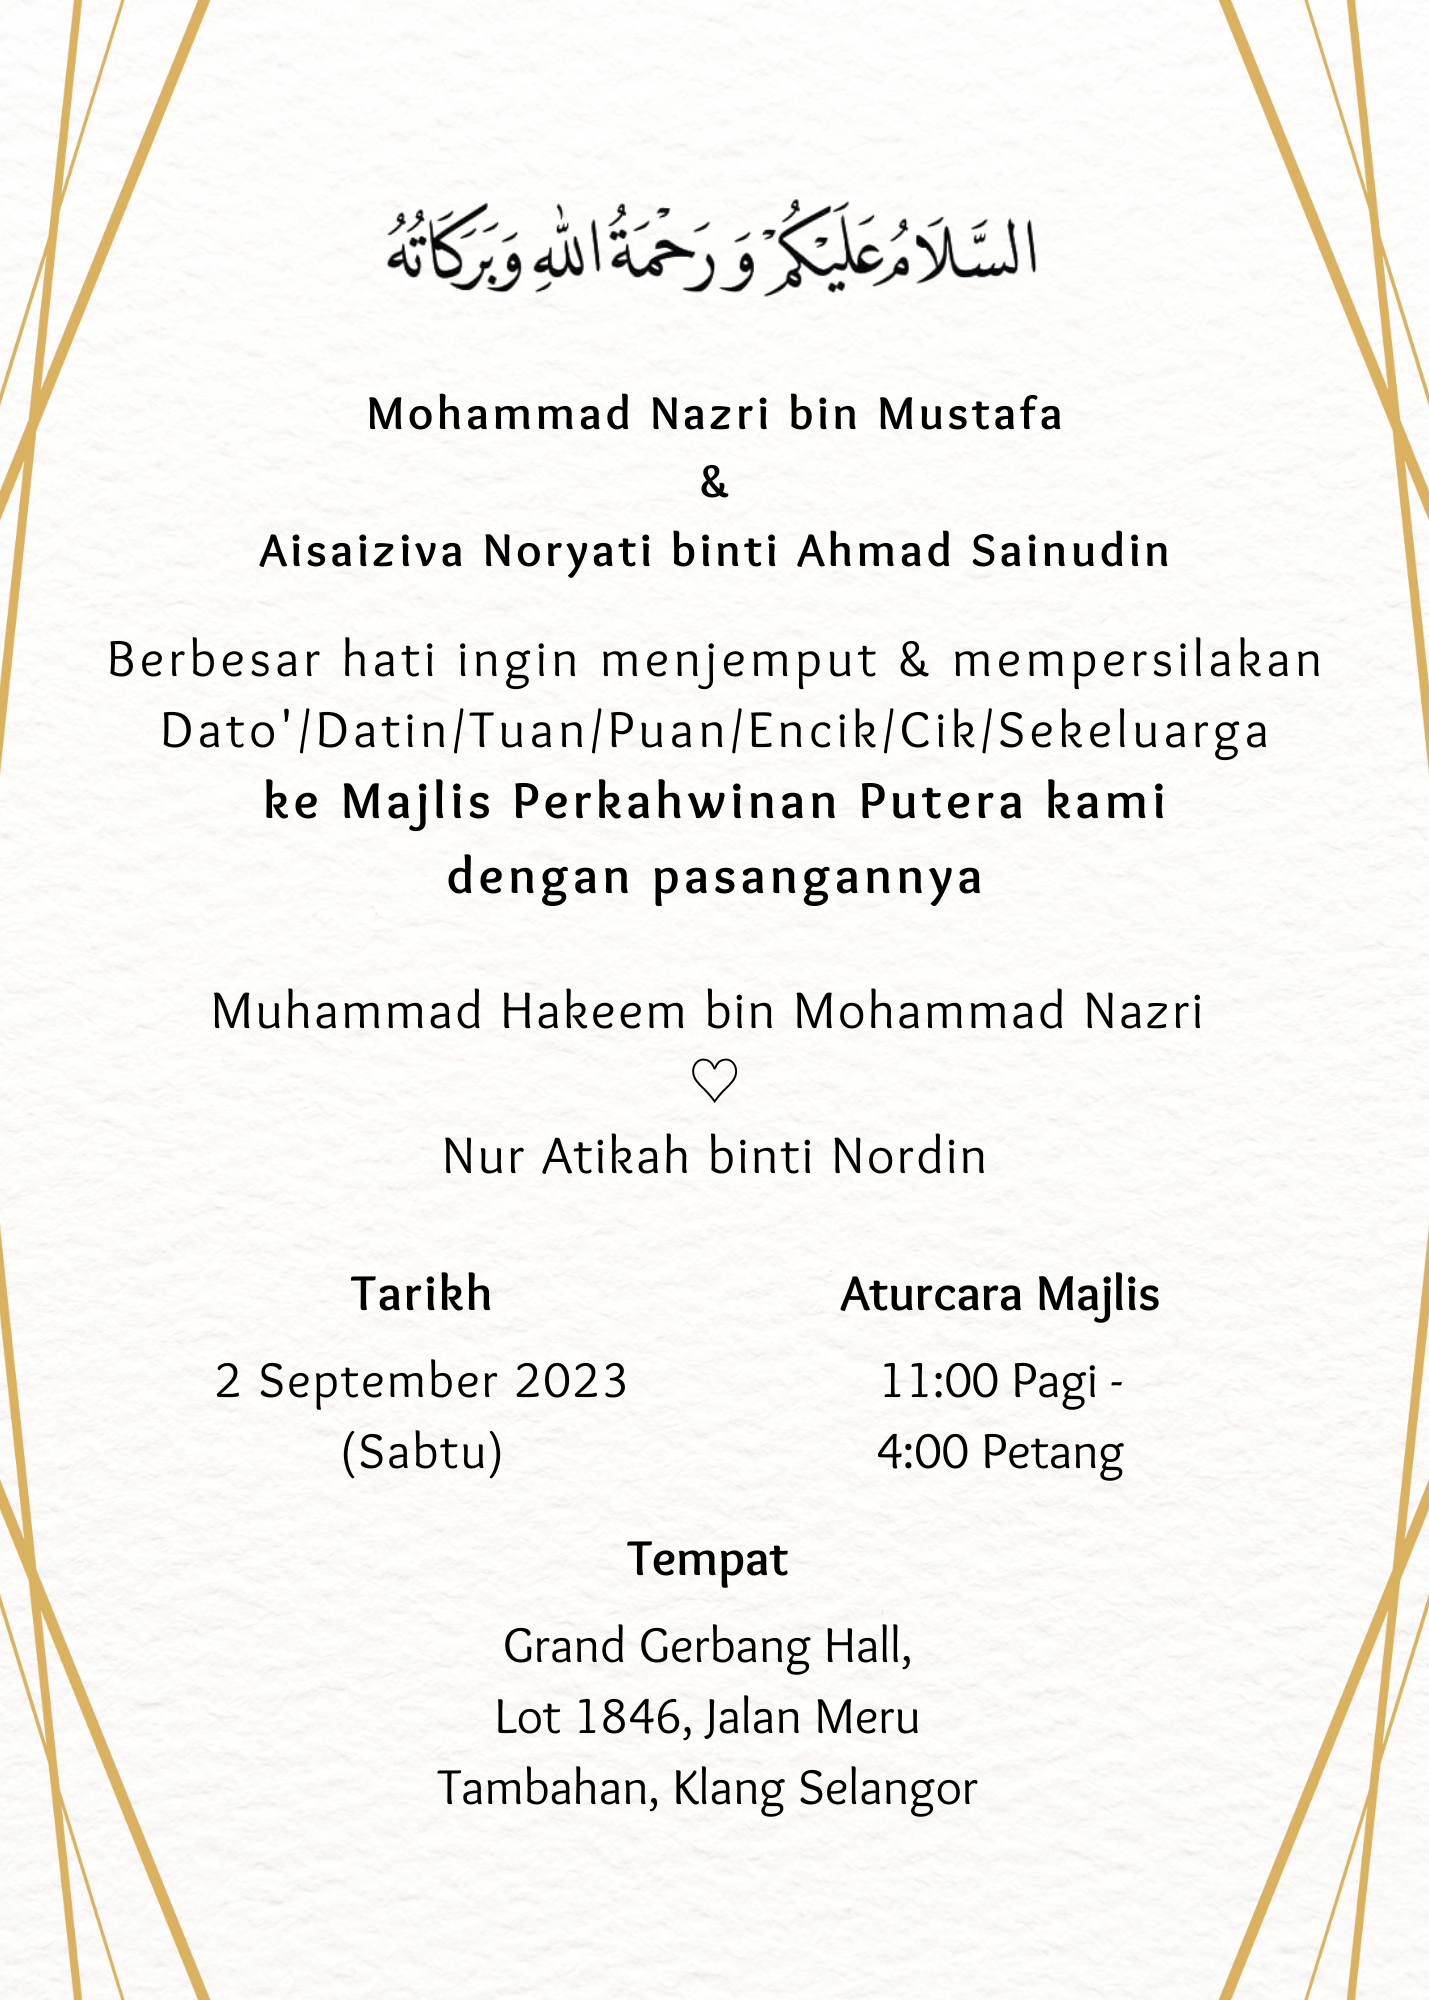 السَّلَامُ عَلَيْكُمْ وَرَحْمَةُ اللهِ وَبَرَكَاتُهُ
Mohammad Nazri bin Mustafa
&
Aisaiziva Noryati binti Ahmad Sainudin
Berbesar hati ingin menjemput & mempersilakan
Dato'/Datin/Tuan/Puan/Encik/Cik/Sekeluarga
ke Majlis Perkahwinan Putera kami
dengan pasangannya
Muhammad Hakeem bin Mohammad Nazri
♡
Nur Atikah binti Nordin
Tarikh
2 September 2023
(Sabtu)
Aturcara Majlis
11:00 Pagi -
4:00 Petang
Tempat
Grand Gerbang Hall,
Lot 1846, Jalan Meru
Tambahan, Klang Selangor